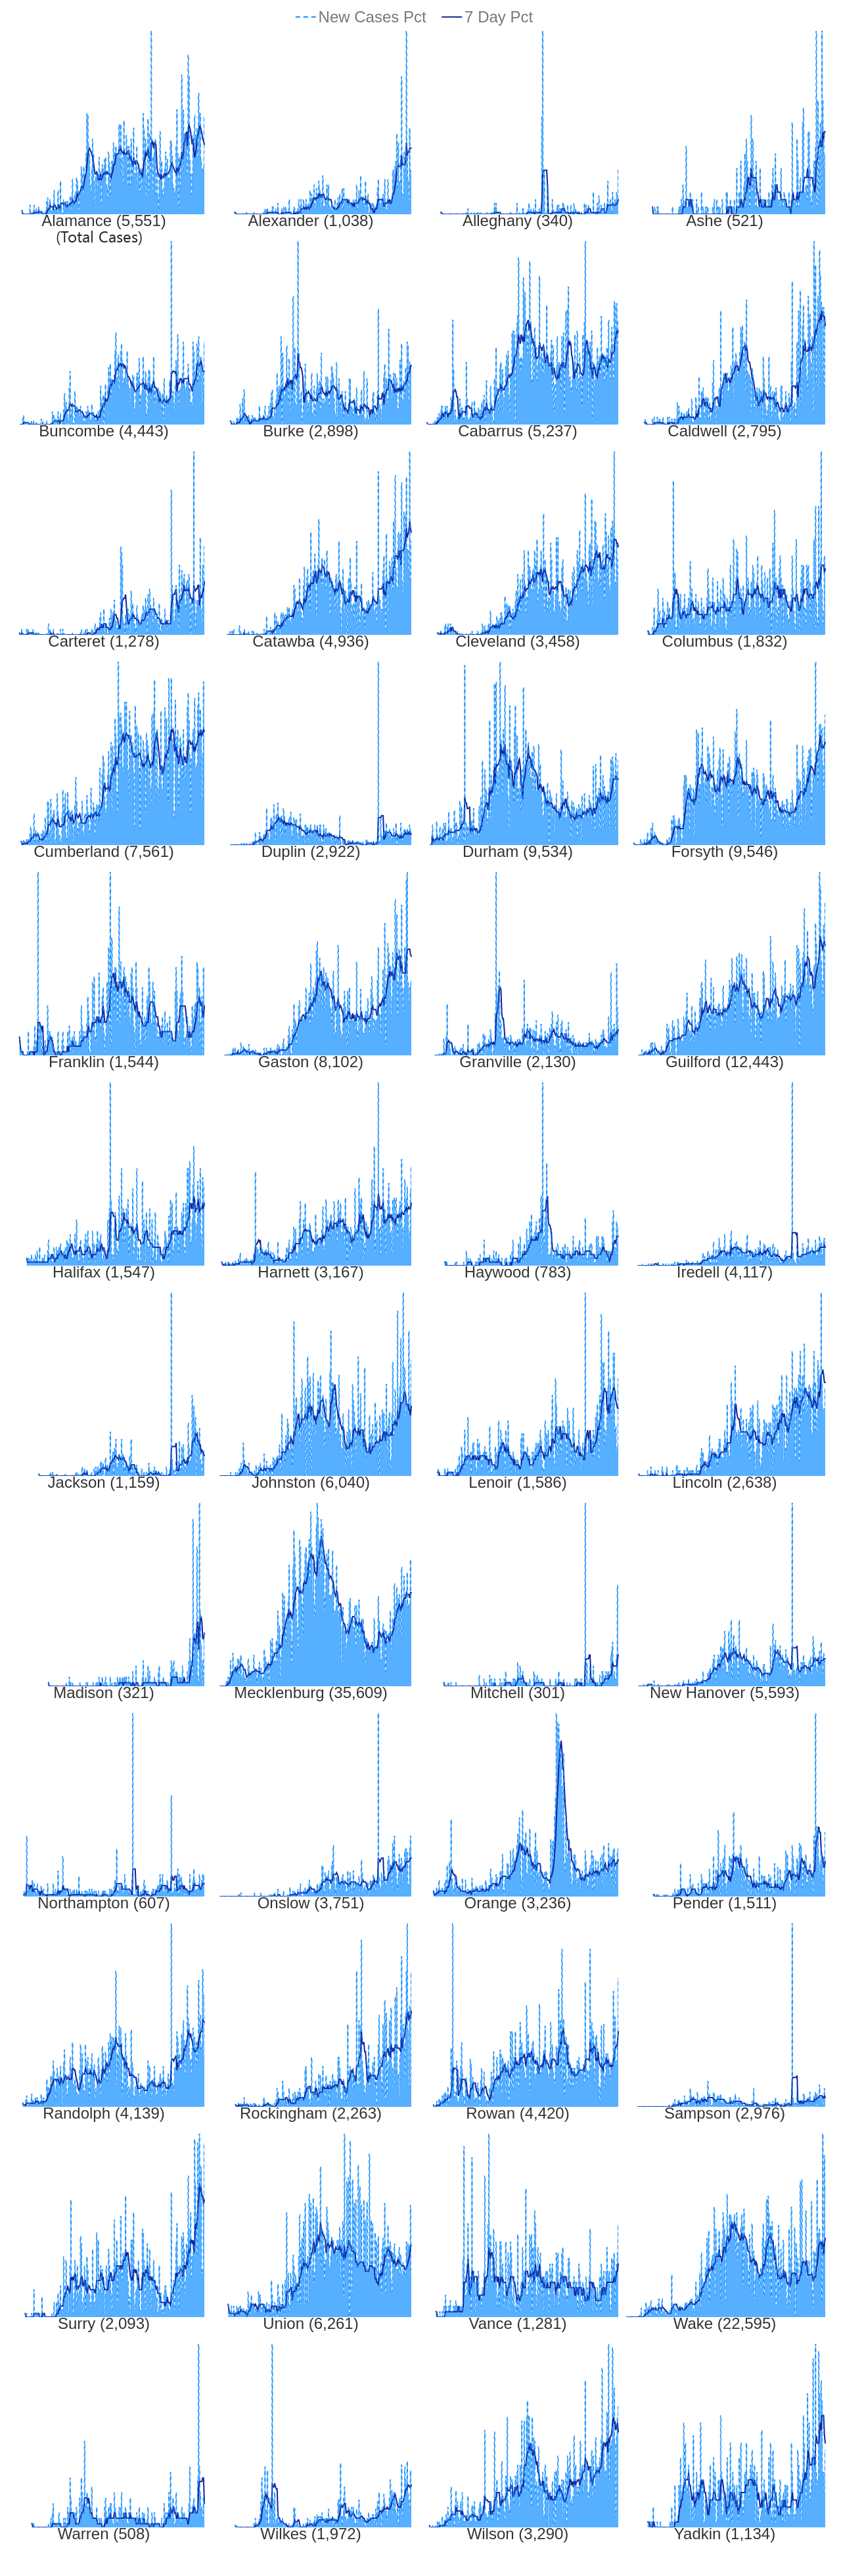 New Cases Pct 7 Day Pct
Alamance (5,551) Alexander (1,038) Alleghany (340) Ashe (521)
(Total Cases)
Buncombe (4,443) Burke (2,898) Cabarrus (5,237) Caldwell (2,795)
Carteret (1,278) Catawba (4,936) Cleveland (3,458) Columbus (1,832)
Cumberland (7,561) Duplin (2,922) Durham (9,534) Forsyth (9,546)
Franklin (1,544) Gaston (8,102) Granville (2,130) Guilford (12,443)
Halifax (1,547) Harnett (3,167) Haywood (783) Iredell (4,117)
Jackson (1,159) Johnston (6,040) Lenoir (1,586) Lincoln (2,638)
Madison (321) Mecklenburg (35,609) Mitchell (301) New Hanover (5,593)
Northampton (607) Onslow (3,751) Orange (3,236) Pender (1,511)
Randolph (4,139) Rockingham (2,263) Rowan (4,420) Sampson (2,976)
Surry (2,093) Union (6,261) Vance (1,281) Wake (22,595)
Warren (508) Wilkes (1,972) Wilson (3,290) Yadkin (1,134)